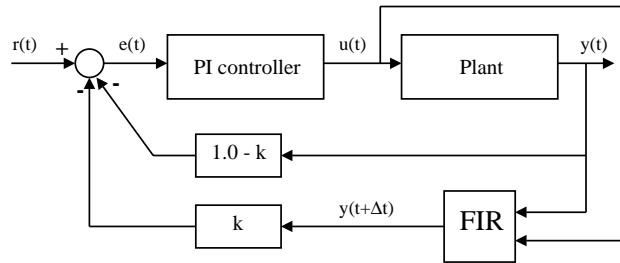 r(t) + e(t) PI controller u(t) Plant y(t)
- -
1.0 - k
k y(t+Δt) FIR